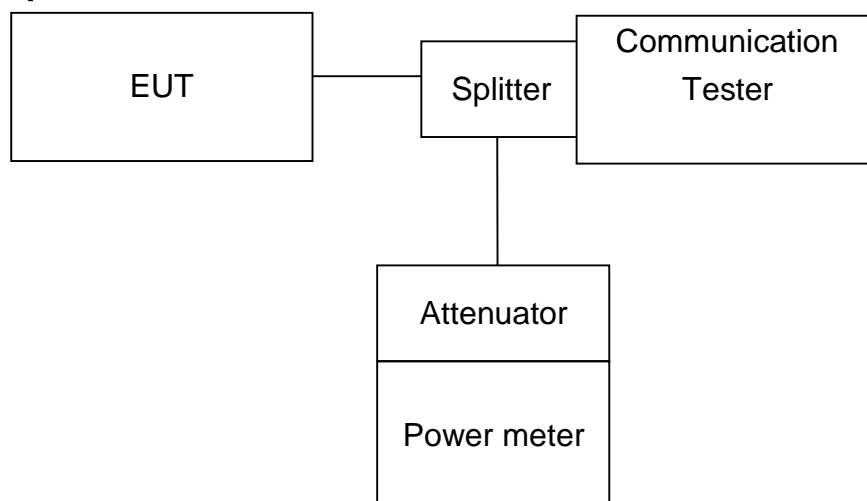 EUT
Splitter
Communication
Tester
Attenuator
Power meter